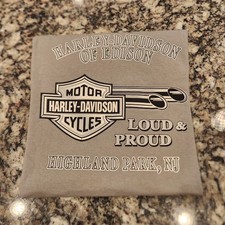 HARLEY-DAVIDSON
OF EDISON
MOTOR
HARLEY-DAVIDSON
CYCLES
LOUD &
PROUD
HIGHLAND PARK, NJ